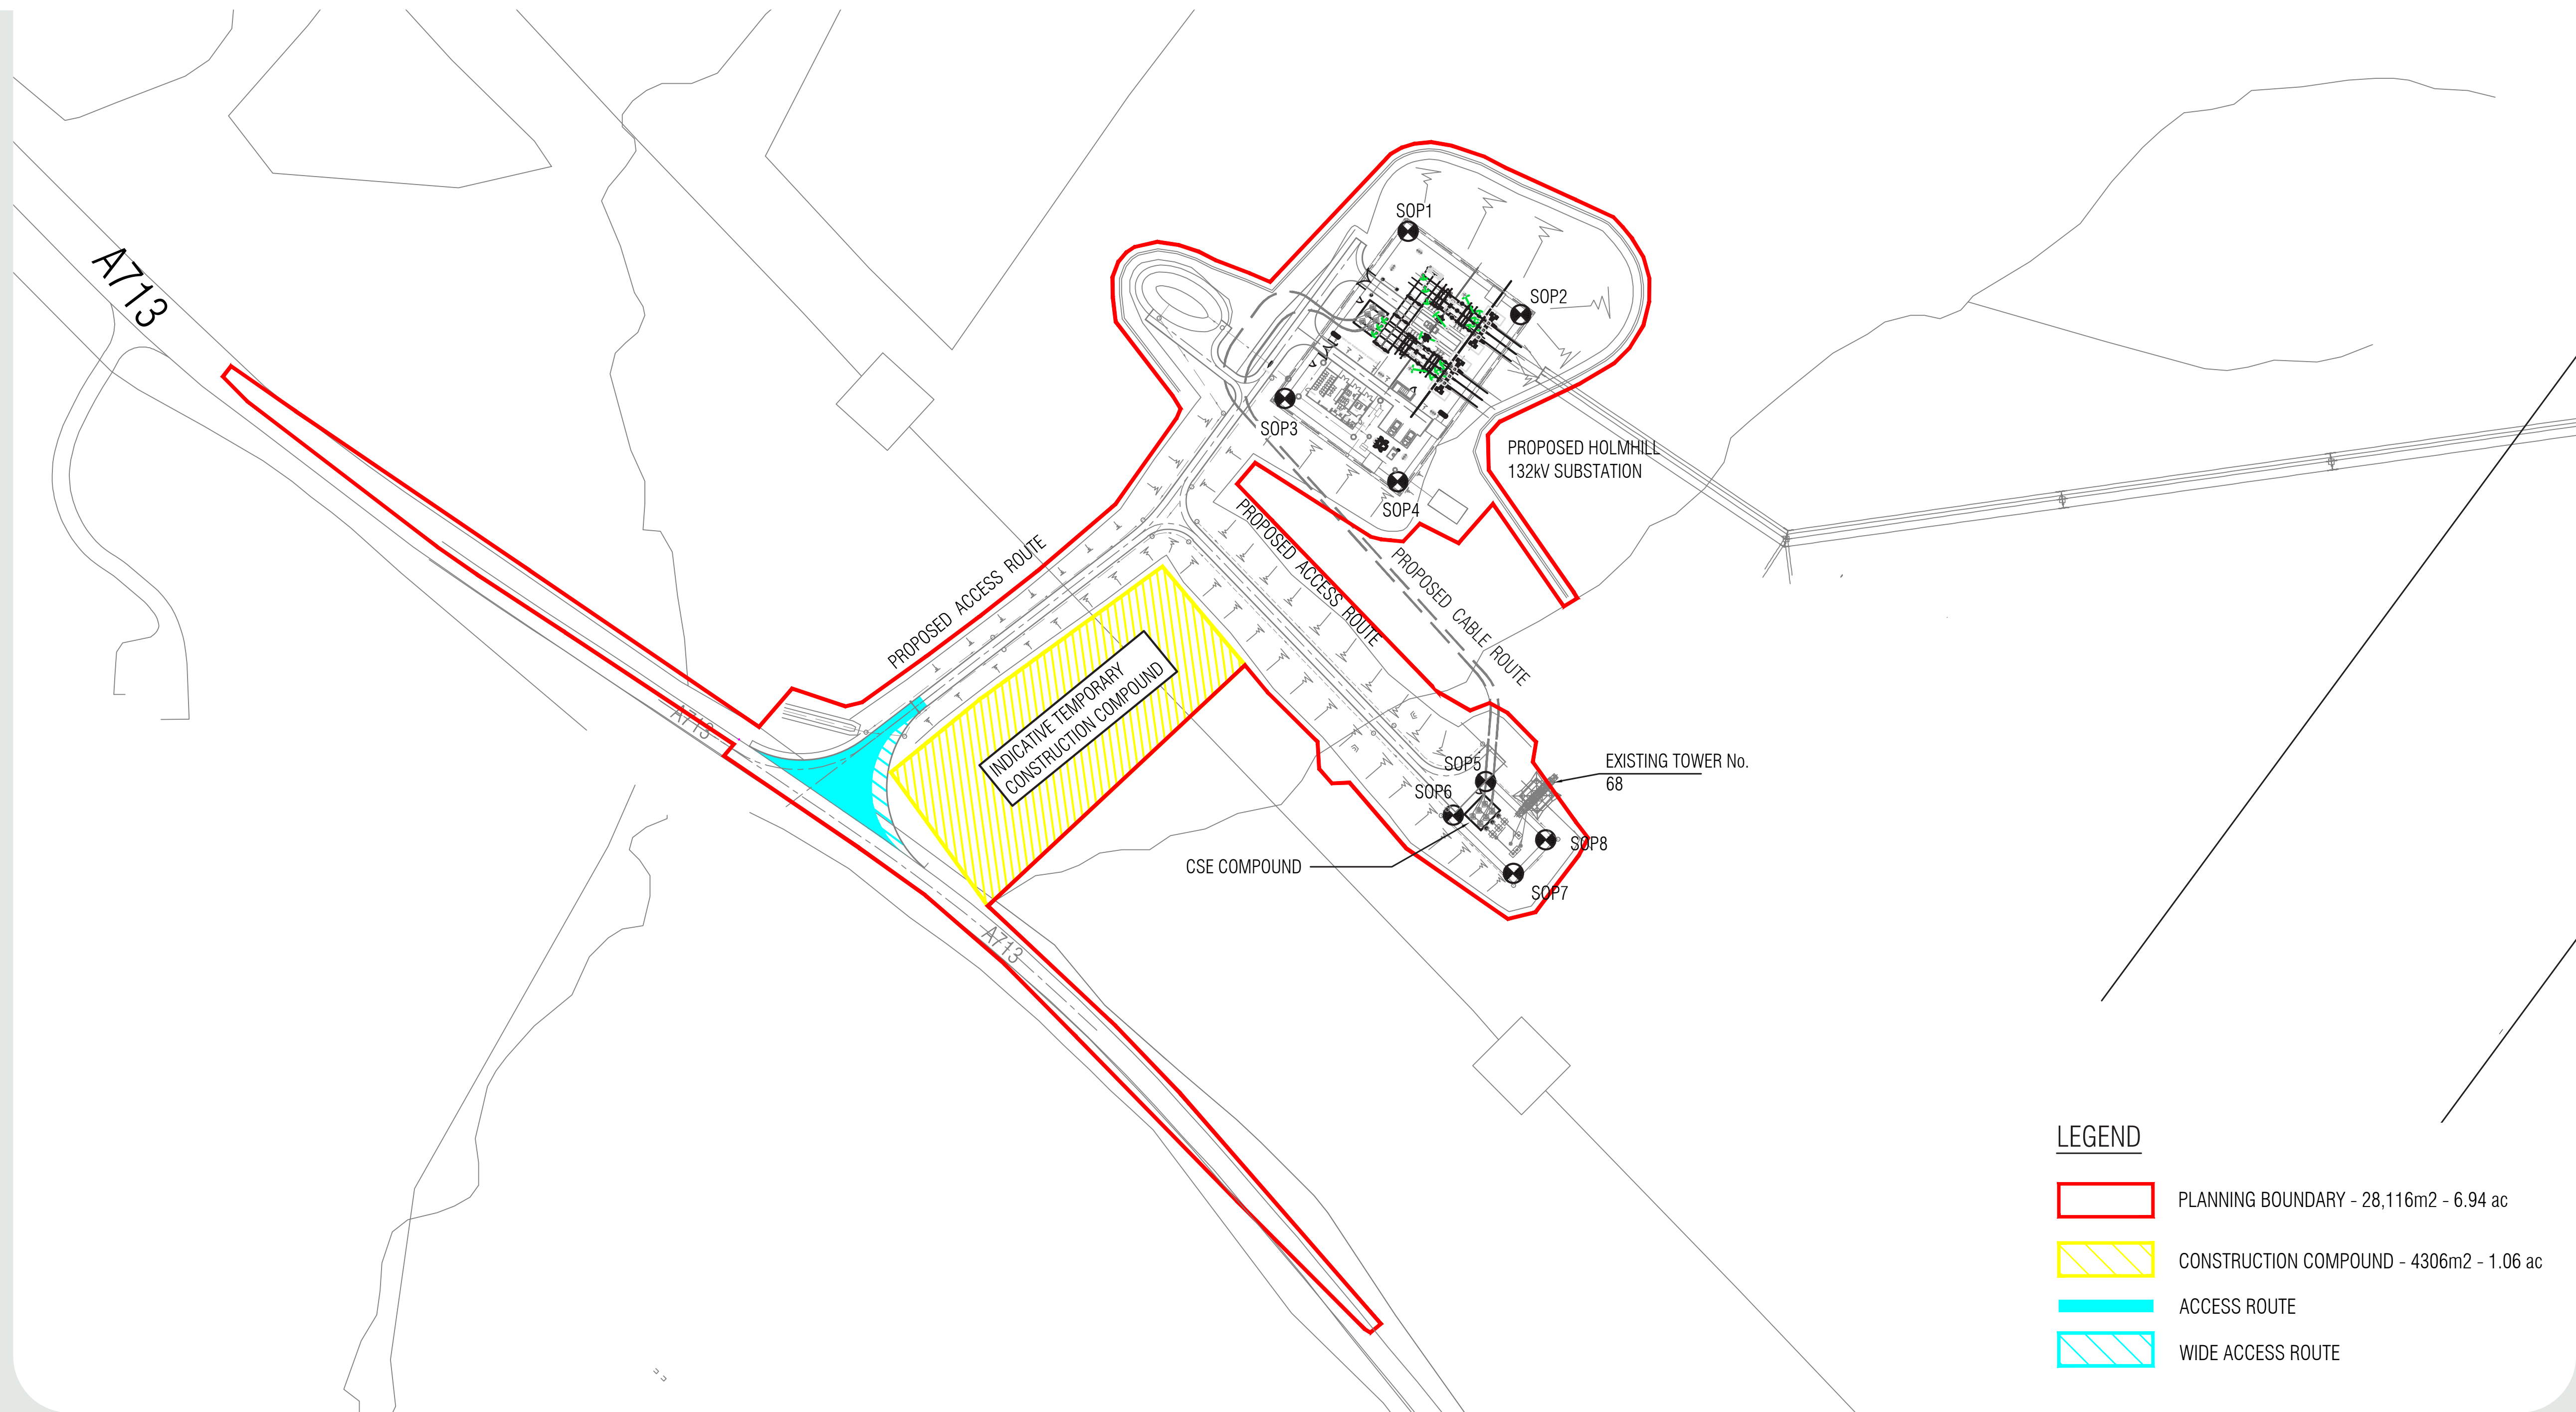 A713
SOP1
SOP2
SOP3
SOP4
PROPOSED HOLMHILL
132kV SUBSTATION
PROPOSED ACCESS ROUTE
PROPOSED ACCESS ROUTE
PROPOSED CABLE ROUTE
INDICATIVE TEMPORARY
CONSTRUCTION COMPOUND
A713
SOP5
SOP6
EXISTING TOWER No.
68
SOP8
CSE COMPOUND
SOP7
A713
LEGEND
PLANNING BOUNDARY - 28,116m2 - 6.94 ac
CONSTRUCTION COMPOUND - 4306m2 - 1.06 ac
ACCESS ROUTE
WIDE ACCESS ROUTE